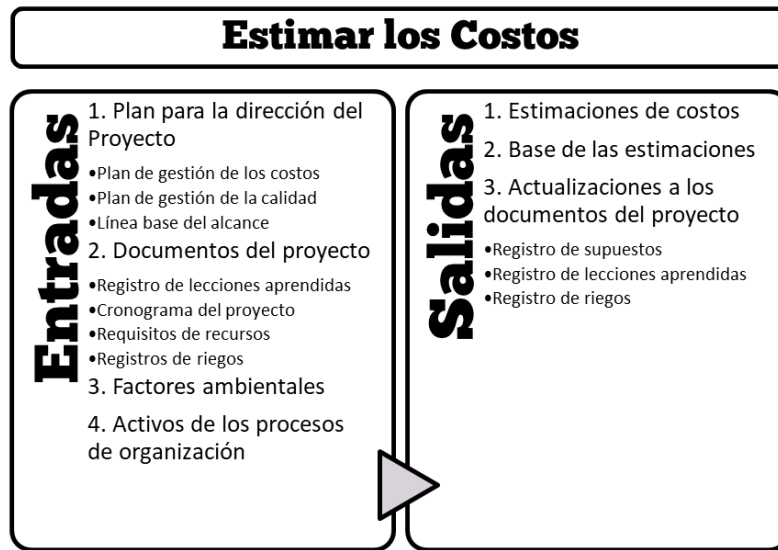 Estimar los Costos
Entradas
1. Plan para la dirección del
Proyecto
•Plan de gestión de los costos
•Plan de gestión de la calidad
•Línea base del alcance
2. Documentos del proyecto
•Registro de lecciones aprendidas
•Cronograma del proyecto
•Requisitos de recursos
•Registros de riegos
3. Factores ambientales
4. Activos de los procesos
de organización
Salidas
1. Estimaciones de costos
2. Base de las estimaciones
3. Actualizaciones a los
documentos del proyecto
•Registro de supuestos
•Registro de lecciones aprendidas
•Registro de riegos